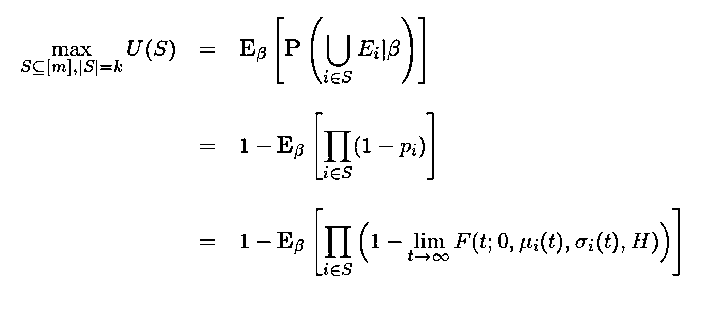 max_{S⊆[m],|S|=k} U(S) = E_β [ P ( ⋃_{i∈S} E_i | β ) ]
= 1 − E_β [ ∏_{i∈S} (1 − p_i) ]
= 1 − E_β [ ∏_{i∈S} ( 1 − lim_{t→∞} F(t; 0, μ_i(t), σ_i(t), H) ) ]